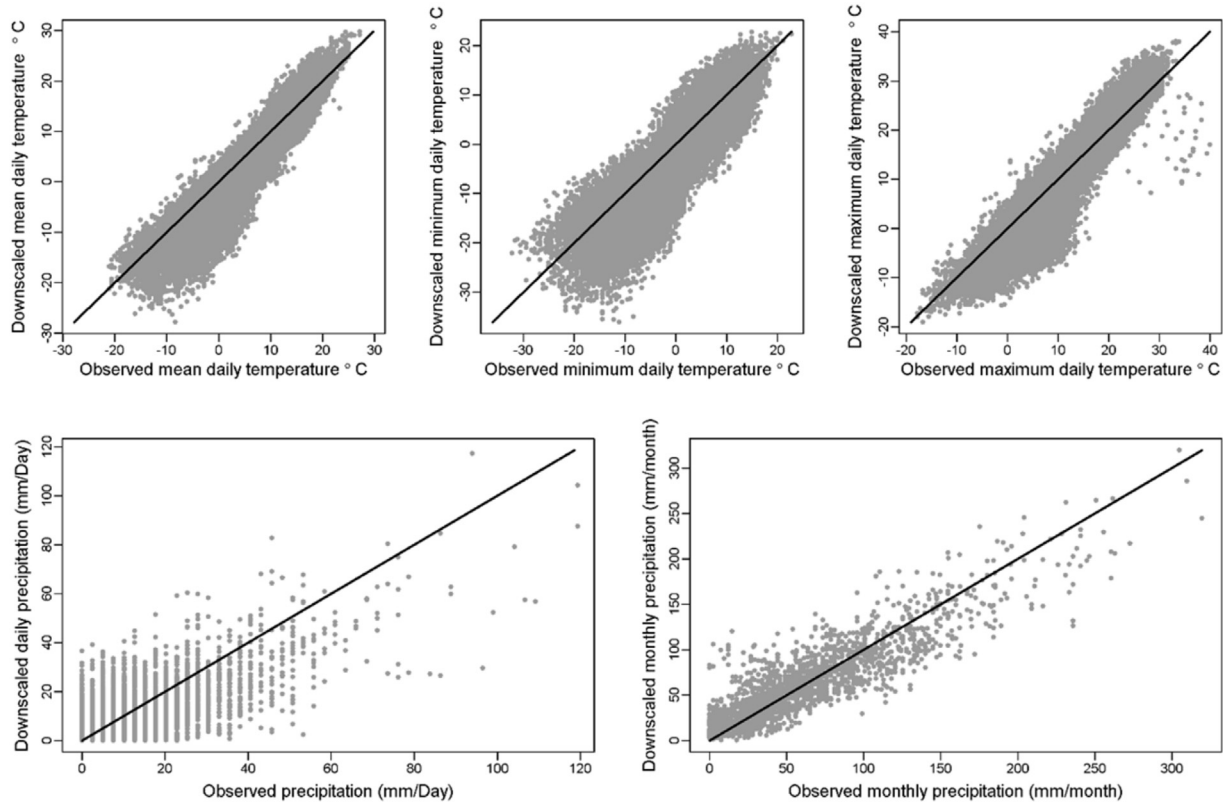 Downscaled mean daily temperature ° C
30
20
10
0
-10
-20
-30
-30 -20 -10 0 10 20 30
Observed mean daily temperature ° C
Downscaled minimum daily temperature ° C
20
10
0
-10
-20
-30
-30 -20 -10 0 10 20
Observed minimum daily temperature ° C
Downscaled maximum daily temperature ° C
40
30
20
10
0
-10
-20
-20 -10 0 10 20 30 40
Observed maximum daily temperature ° C
Downscaled daily precipitation (mm/Day)
120
100
80
60
40
20
0
0 20 40 60 80 100 120
Observed precipitation (mm/Day)
Downscaled monthly precipitation (mm/month)
300
250
200
150
100
50
0
0 50 100 150 200 250 300
Observed monthly precipitation (mm/month)